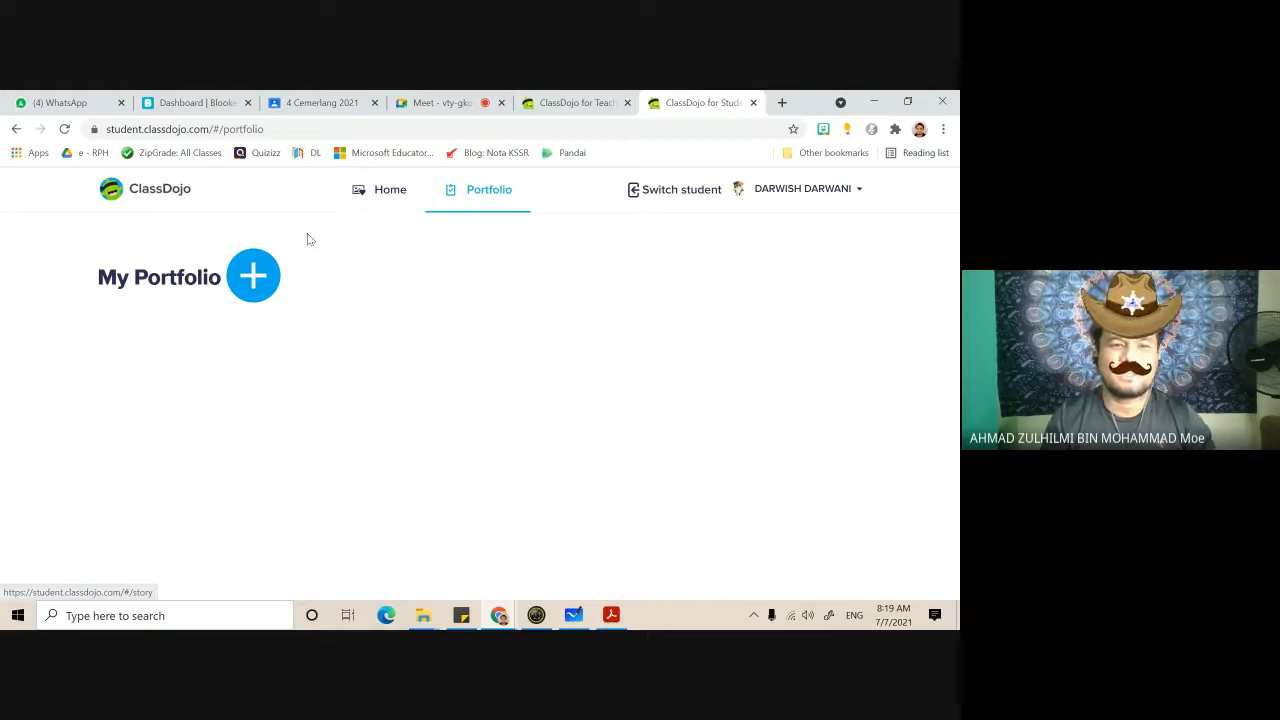 (4) WhatsApp
Dashboard | Blooke
4 Cemerlang 2021
Meet - vty-gko
ClassDojo for Teach
ClassDojo for Stude
student.classdojo.com/#/portfolio
Apps
e - RPH
ZipGrade: All Classes
Quizizz
DL
Microsoft Educator...
Blog: Nota KSSR
Pandai
Other bookmarks
Reading list
ClassDojo
Home
Portfolio
Switch student
DARWISH DARWANI
My Portfolio
AHMAD ZULHILMI BIN MOHAMMAD Moe
https://student.classdojo.com/#/story
Type here to search
ENG
8:19 AM
7/7/2021